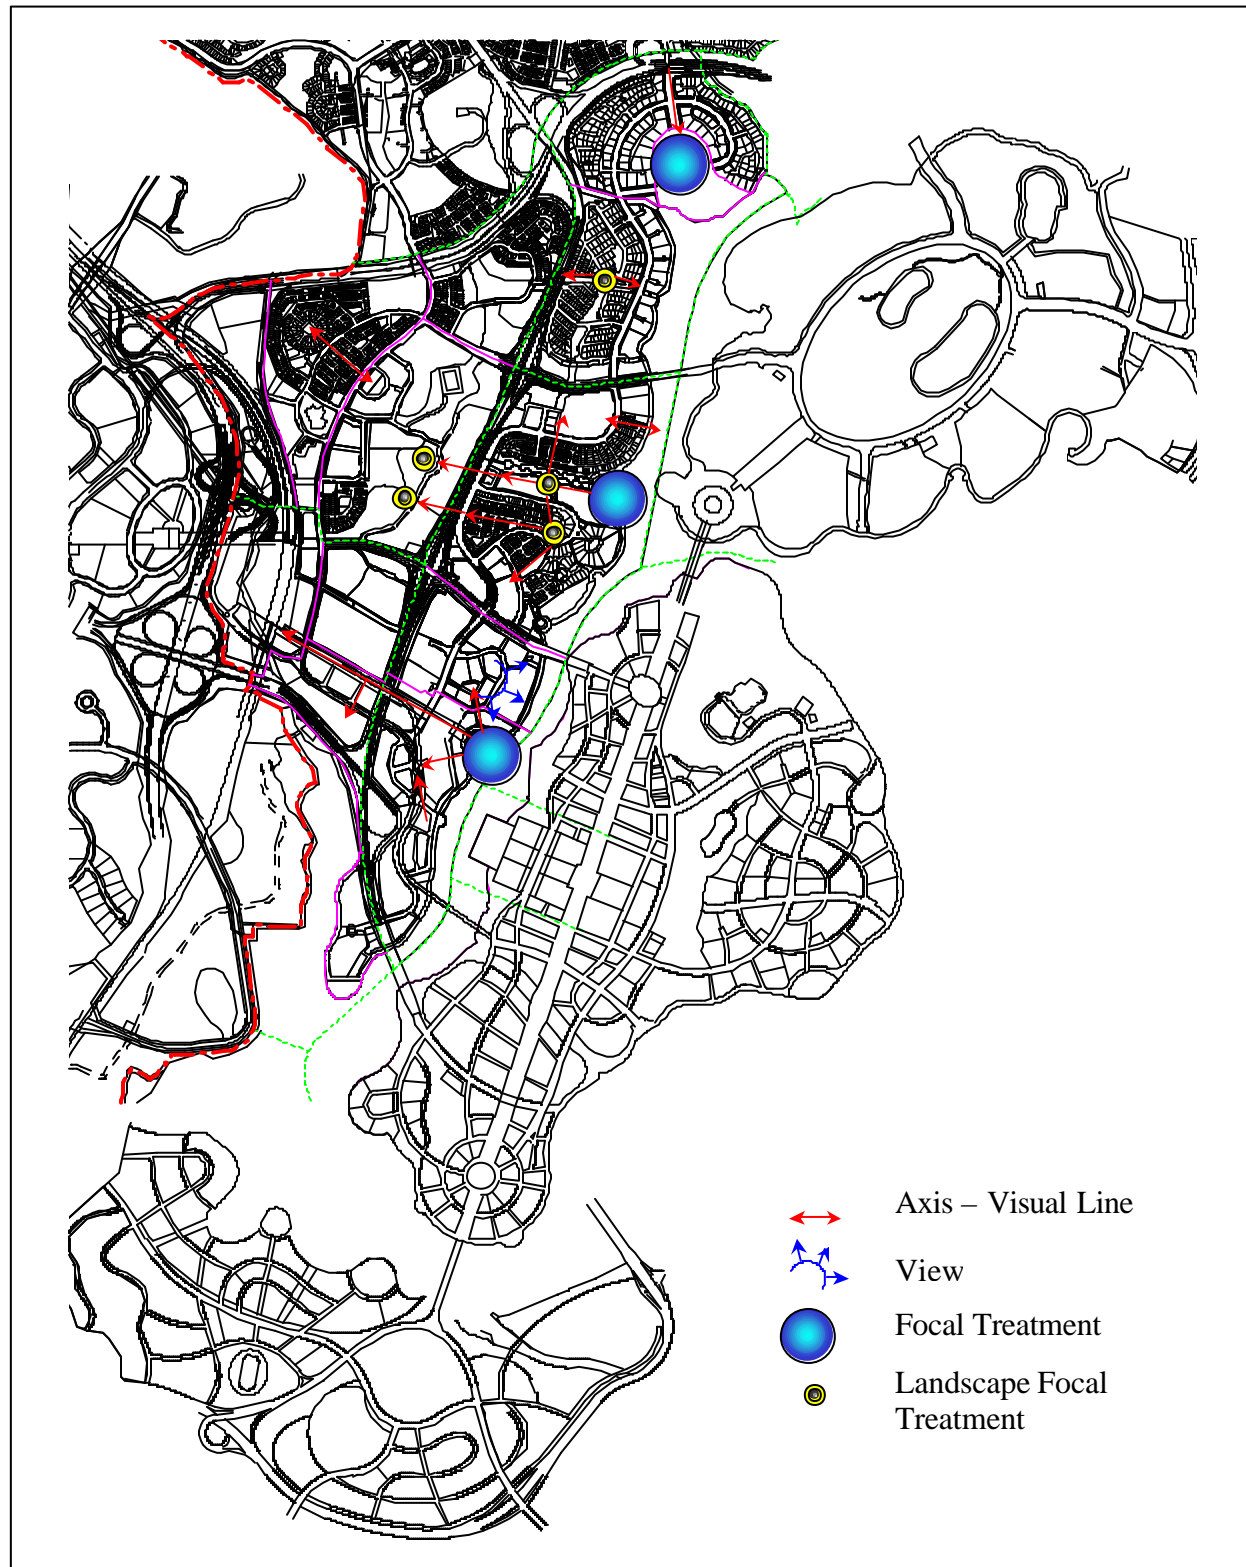 Axis – Visual Line
View
Focal Treatment
Landscape Focal
Treatment